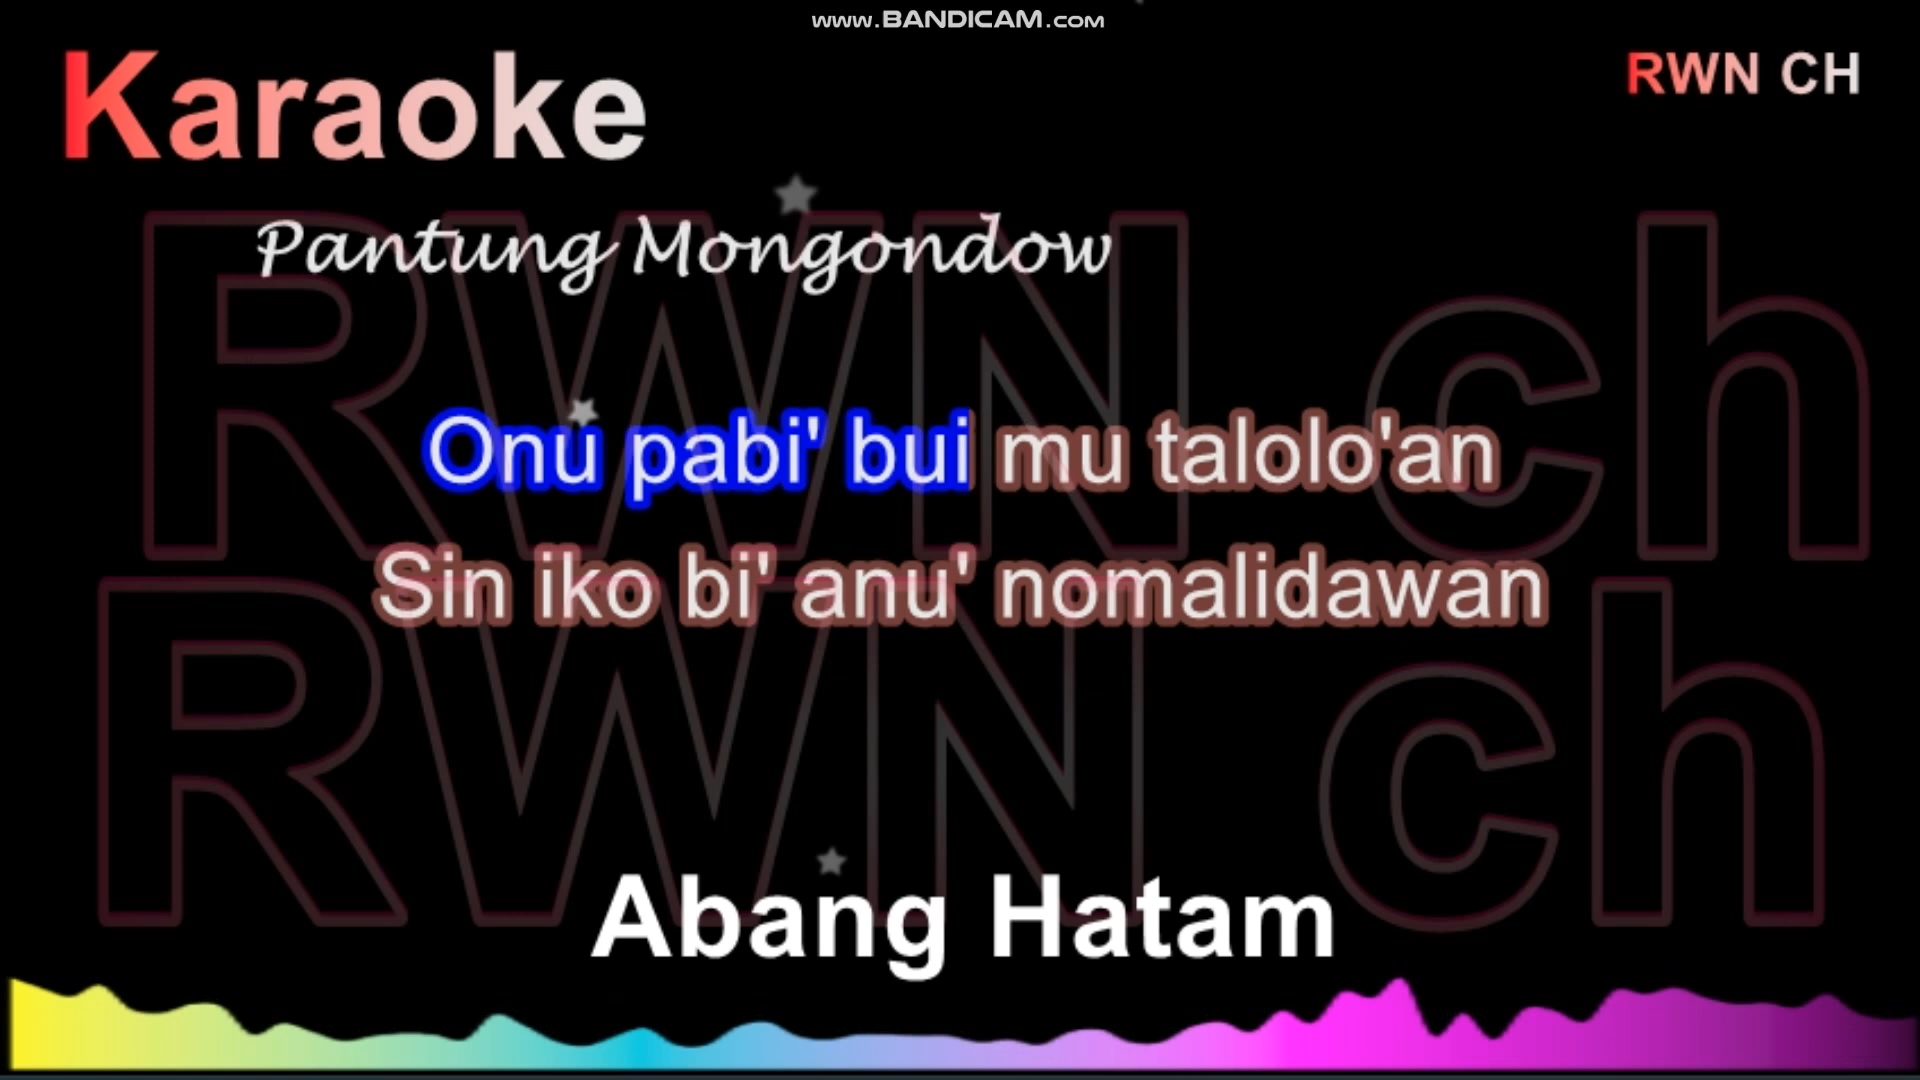 www.BANDICAM.com
Karaoke
RWN CH
Pantung Mongondow
RWN ch
Onu pabi' bui mu talolo'an
Sin iko bi' anu' nomalidawan
RWN ch
Abang Hatam